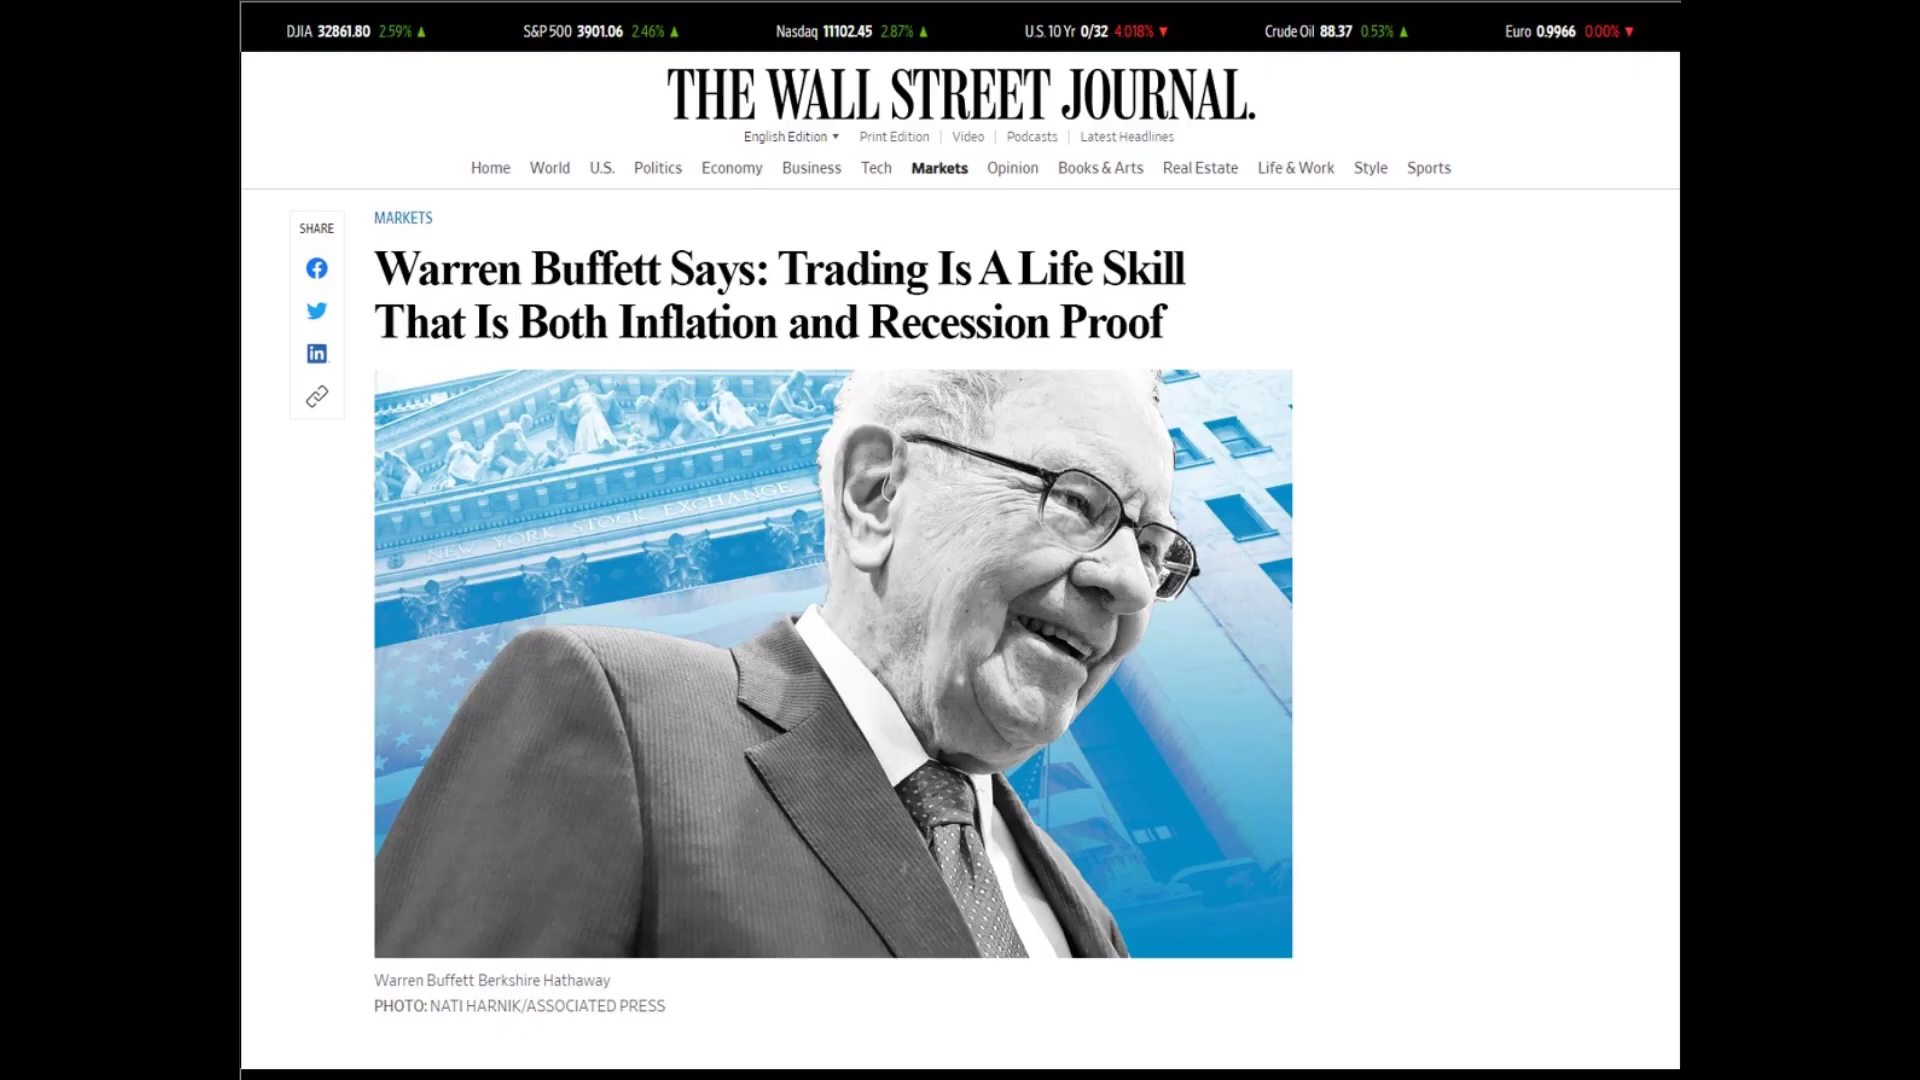 DJIA 32861.80 2.59% ▲ S&P 500 3901.06 2.46% ▲ Nasdaq 11102.45 2.87% ▲ U.S. 10 Yr 0/32 4.018% ▼ Crude Oil 88.37 0.53% ▲ Euro 0.9966 0.00% ▼
THE WALL STREET JOURNAL.
English Edition ▼ Print Edition | Video | Podcasts | Latest Headlines
Home World U.S. Politics Economy Business Tech Markets Opinion Books & Arts Real Estate Life & Work Style Sports
SHARE
MARKETS
Warren Buffett Says: Trading Is A Life Skill
That Is Both Inflation and Recession Proof
NEW YORK STOCK EXCHANGE
Warren Buffett Berkshire Hathaway
PHOTO: NATI HARNIK/ASSOCIATED PRESS